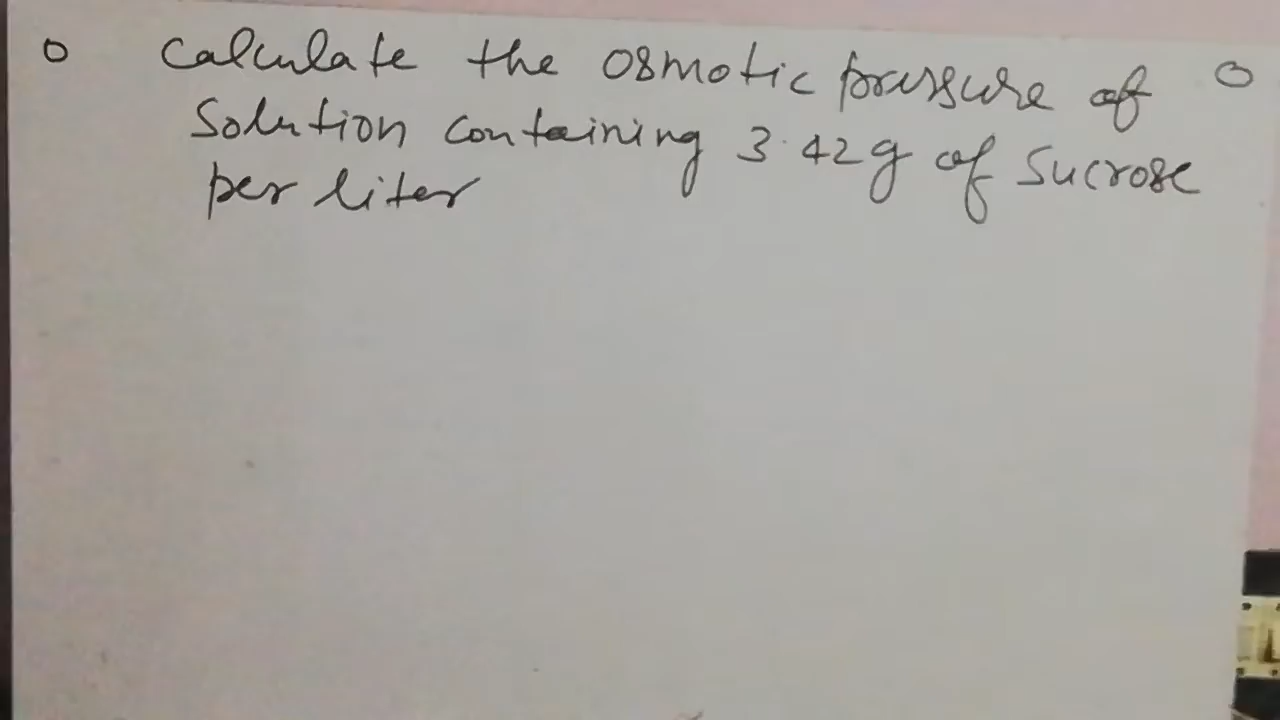 Calculate the osmotic pressure of
Solution containing 3.42g of Sucrose
per liter